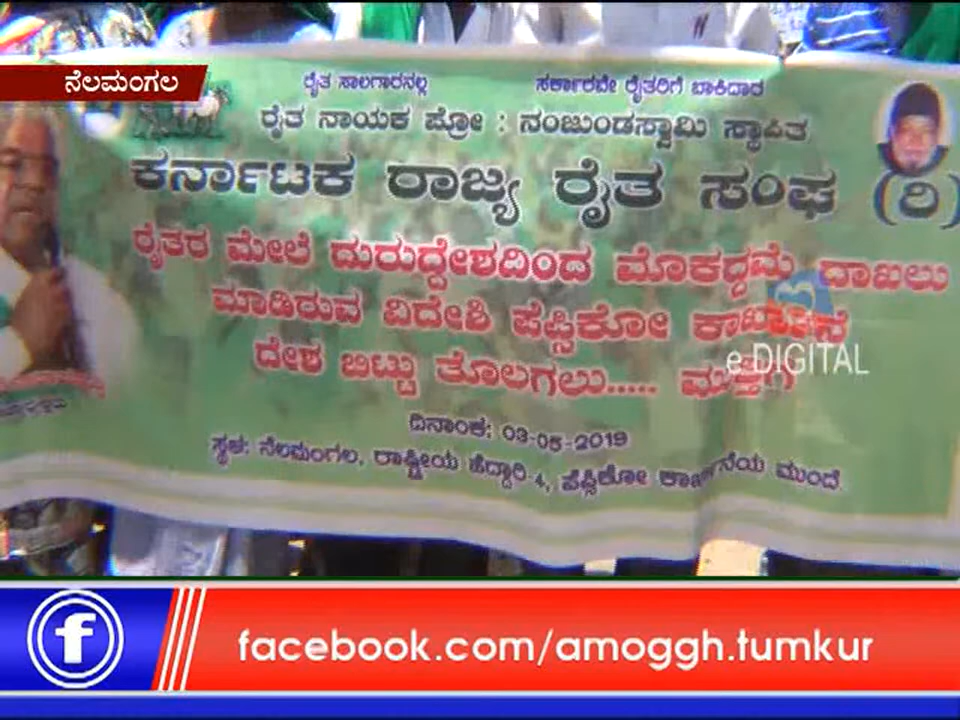 ನೆಲಮಂಗಲ
ರೈತ ಸಾಲಗಾರನಲ್ಲ ಸರ್ಕಾರವೇ ರೈತರಿಗೆ ಬಾಕಿದಾರ
ರೈತ ನಾಯಕ ಪ್ರೋ : ನಂಜುಂಡಸ್ವಾಮಿ ಸ್ಥಾಪಿತ
ಕರ್ನಾಟಕ ರಾಜ್ಯ ರೈತ ಸಂಘ (ರಿ)
ರೈತರ ಮೇಲೆ ದುರುದ್ದೇಶದಿಂದ ಮೊಕದ್ದಮೆ ದಾಖಲು
ಮಾಡಿರುವ ವಿದೇಶಿ ಪೆಪ್ಸಿಕೋ
ದೇಶ ಬಿಟ್ಟು ತೊಲಗಲು.....
e DIGITAL
ದಿನಾಂಕ: 03-05-2019
ಸ್ಥಳ: ನೆಲಮಂಗಲ, ರಾಷ್ಟ್ರೀಯ ಹೆದ್ದಾರಿ-4, ಪೆಪ್ಸಿಕೋ ಮುಂದೆ
f facebook.com/amoggh.tumkur